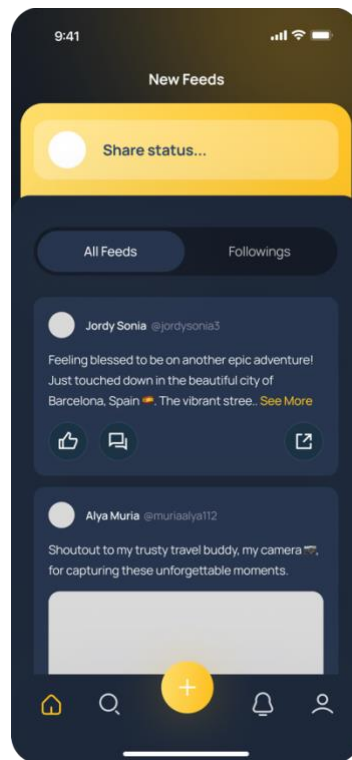 9:41
New Feeds
Share status...
All Feeds Followings
Jordy Sonia @jordysonia3
Feeling blessed to be on another epic adventure!
Just touched down in the beautiful city of
Barcelona, Spain 🇪🇸. The vibrant stree.. See More
Alya Muria @muriaalya112
Shoutout to my trusty travel buddy, my camera 📷,
for capturing these unforgettable moments.